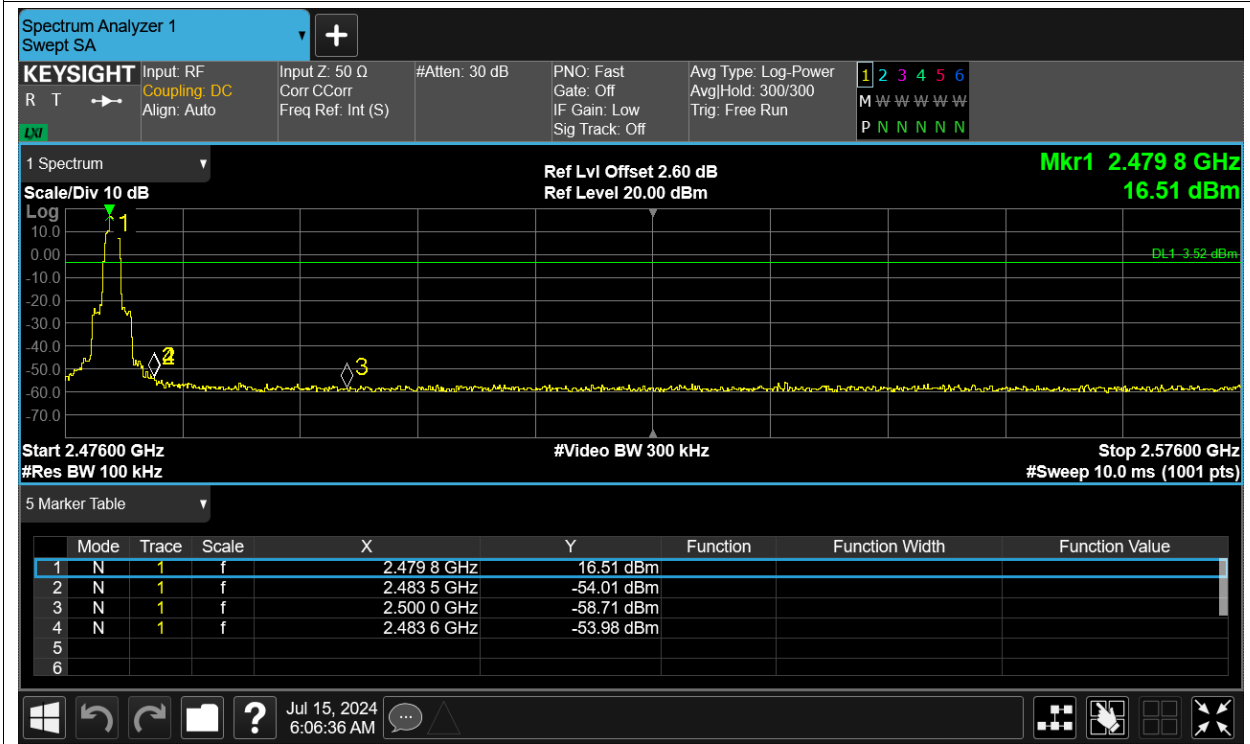 Spectrum Analyzer 1
Swept SA
+
KEYSIGHT
R T
LXI
Input: RF
Coupling: DC
Align: Auto
Input Z: 50 Ω
Corr CCorr
Freq Ref: Int (S)
#Atten: 30 dB
PNO: Fast
Gate: Off
IF Gain: Low
Sig Track: Off
Avg Type: Log-Power
Avg|Hold: 300/300
Trig: Free Run
1 2 3 4 5 6
M W W W W W
P N N N N N
1 Spectrum
Scale/Div 10 dB
Ref Lvl Offset 2.60 dB
Ref Level 20.00 dBm
Mkr1 2.479 8 GHz
16.51 dBm
Log
10.0
0.00
-10.0
-20.0
-30.0
-40.0
-50.0
-60.0
-70.0
1
DL1 -3.52 dBm
2
3
Start 2.47600 GHz
#Res BW 100 kHz
#Video BW 300 kHz
Stop 2.57600 GHz
#Sweep 10.0 ms (1001 pts)
5 Marker Table
Mode Trace Scale X Y Function Function Width Function Value
1 N 1 f 2.479 8 GHz 16.51 dBm
2 N 1 f 2.483 5 GHz -54.01 dBm
3 N 1 f 2.500 0 GHz -58.71 dBm
4 N 1 f 2.483 6 GHz -53.98 dBm
5
6
?
Jul 15, 2024
6:06:36 AM